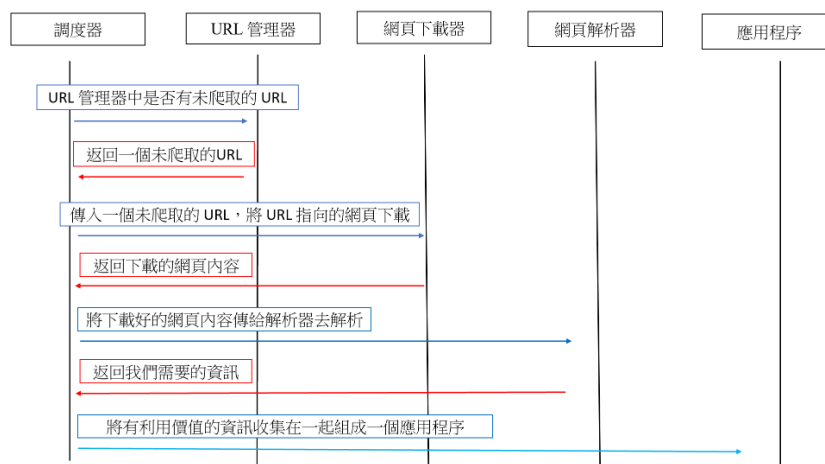 調度器
URL 管理器
網頁下載器
網頁解析器
應用程序
URL 管理器中是否有未爬取的 URL
返回一個未爬取的URL
傳入一個未爬取的 URL，將 URL 指向的網頁下載
返回下載的網頁內容
將下載好的網頁內容傳給解析器去解析
返回我們需要的資訊
將有利用價值的資訊收集在一起組成一個應用程序